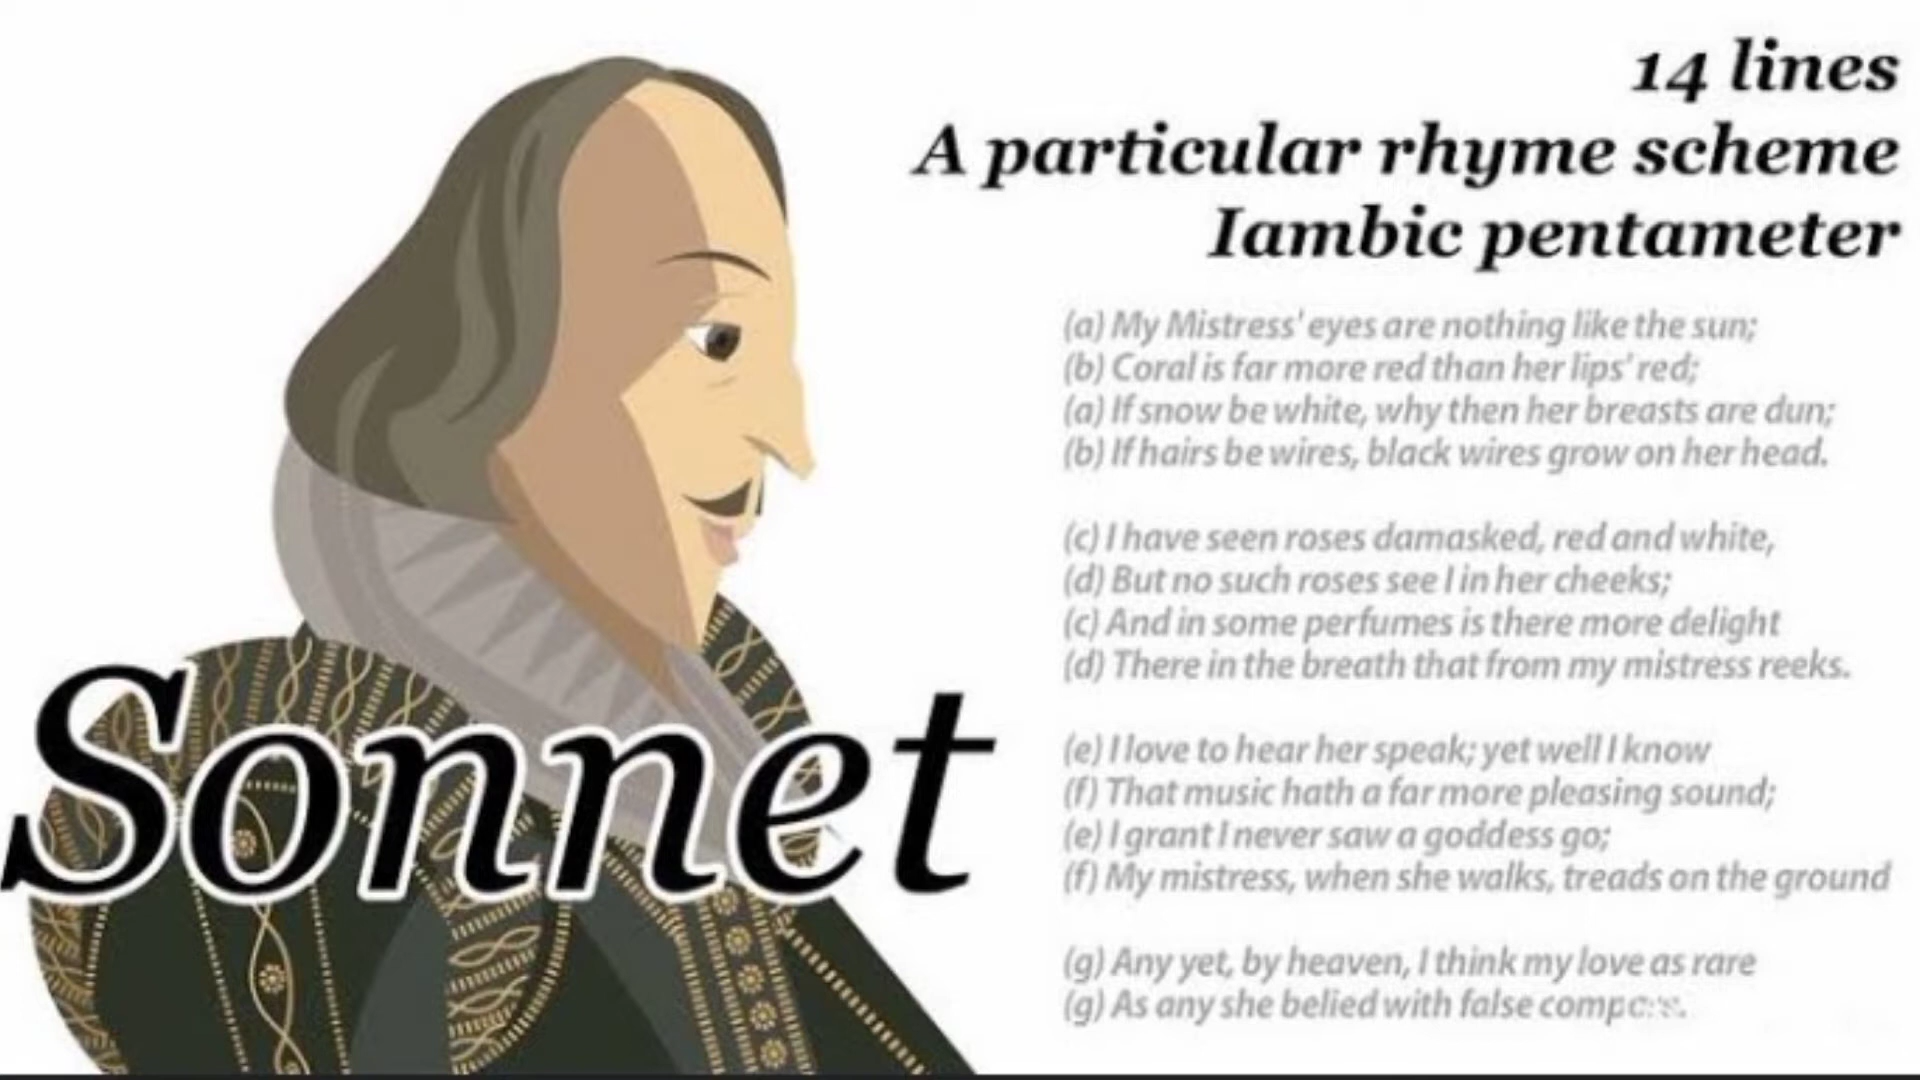 14 lines
A particular rhyme scheme
Iambic pentameter
(a) My Mistress' eyes are nothing like the sun;
(b) Coral is far more red than her lips' red;
(a) If snow be white, why then her breasts are dun;
(b) If hairs be wires, black wires grow on her head.
(c) I have seen roses damasked, red and white,
(d) But no such roses see I in her cheeks;
(c) And in some perfumes is there more delight
(d) There in the breath that from my mistress reeks.
(e) I love to hear her speak; yet well I know
(f) That music hath a far more pleasing sound;
(e) I grant I never saw a goddess go;
(f) My mistress, when she walks, treads on the ground
(g) Any yet, by heaven, I think my love as rare
(g) As any she belied with false
Sonnet